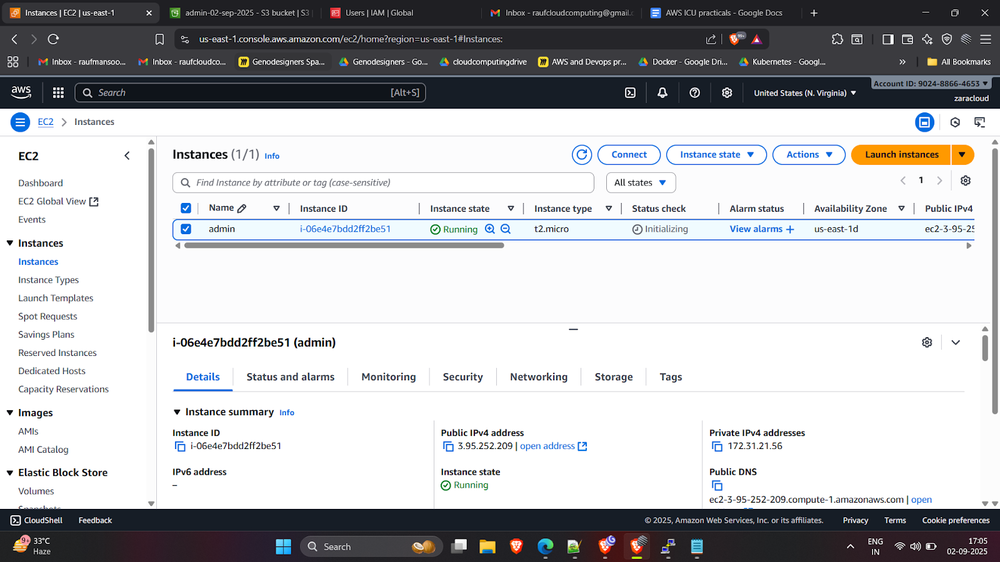 Instances | EC2 | us-east-1
admin-02-sep-2025 - S3 bucket | S3
Users | IAM | Global
Inbox - raufcloudcomputing@gmail.c
AWS ICU practicals - Google Docs
us-east-1.console.aws.amazon.com/ec2/home?region=us-east-1#Instances:
99+
Inbox - raufmansoo...
Inbox - raufcloudco...
Genodesigners Spa...
Genodesigners - Go...
cloudcomputingdrive
AWS and Devops pr...
Docker - Google Dri...
Kubernetes - Googl...
All Bookmarks
aws
Search
[Alt+S]
United States (N. Virginia)
Account ID: 9024-8866-4653
zaracloud
EC2
Instances
EC2
Dashboard
EC2 Global View
Events
Instances
Instances
Instance Types
Launch Templates
Spot Requests
Savings Plans
Reserved Instances
Dedicated Hosts
Capacity Reservations
Images
AMIs
AMI Catalog
Elastic Block Store
Volumes
Snapshots
Instances (1/1) Info
Connect
Instance state
Actions
Launch instances
Find Instance by attribute or tag (case-sensitive)
All states
1
Name
Instance ID
Instance state
Instance type
Status check
Alarm status
Availability Zone
Public IPv4
admin
i-06e4e7bdd2ff2be51
Running
t2.micro
Initializing
View alarms +
us-east-1d
ec2-3-95-25
i-06e4e7bdd2ff2be51 (admin)
Details
Status and alarms
Monitoring
Security
Networking
Storage
Tags
Instance summary Info
Instance ID
i-06e4e7bdd2ff2be51
Public IPv4 address
3.95.252.209 | open address
Private IPv4 addresses
172.31.21.56
IPv6 address
–
Instance state
Running
Public DNS
ec2-3-95-252-209.compute-1.amazonaws.com | open
CloudShell
Feedback
© 2025, Amazon Web Services, Inc. or its affiliates.
Privacy
Terms
Cookie preferences
9+
33°C
Haze
Search
ENG
IN
17:05
02-09-2025